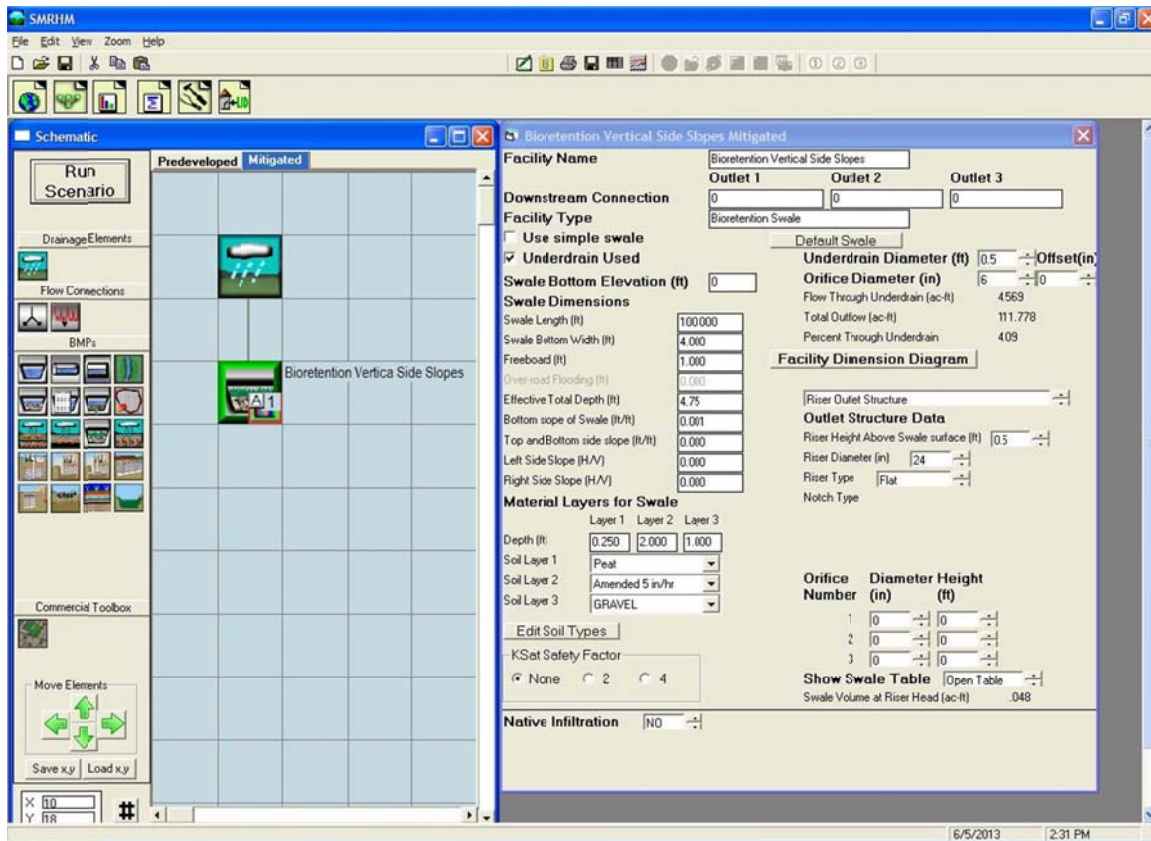 SMRHM
File Edit View Zoom Help
Schematic
Run Scenario
Predeveloped Mitigated
Drainage Elements
Flow Connections
BMPs
Bioretention Vertica Side Slopes
A 1
Commercial Toolbox
Move Elements
Save x,y Load x,y
X 10
Y 18
#
Bioretention Vertical Side Slopes Mitigated
Facility Name Bioretention Vertical Side Slopes
Outlet 1 Outlet 2 Outlet 3
Downstream Connection 0 0 0
Facility Type Bioretention Swale
Use simple swale Default Swale
Underdrain Used Underdrain Diameter (ft) 0.5 Offset(in)
Swale Bottom Elevation (ft) 0 Orifice Diameter (in) 6 0
Swale Dimensions Flow Through Underdrain (ac-ft) 4.569
Swale Length (ft) 100.000 Total Outflow (ac-ft) 111.778
Swale Bottom Width (ft) 4.000 Percent Through Underdrain 4.09
Freeboard (ft) 1.000 Facility Dimension Diagram
Over-road Flooding (ft) 0.000
Effective Total Depth (ft) 4.75 Riser Outlet Structure
Bottom slope of Swale (ft/ft) 0.001 Outlet Structure Data
Top and Bottom side slope (ft/ft) 0.000 Riser Height Above Swale surface (ft) 0.5
Left Side Slope (H/V) 0.000 Riser Diameter (in) 24
Right Side Slope (H/V) 0.000 Riser Type Flat
Material Layers for Swale Notch Type
Layer 1 Layer 2 Layer 3
Depth (ft) 0.250 2.000 1.000
Soil Layer 1 Peat
Soil Layer 2 Amended 5 in/hr
Soil Layer 3 GRAVEL
Edit Soil Types
KSat Safety Factor
None 2 4
Orifice Number Diameter (in) Height (ft)
1 0 0
2 0 0
3 0 0
Show Swale Table Open Table
Swale Volume at Riser Head (ac-ft) .048
Native Infiltration NO
6/5/2013 2:31 PM